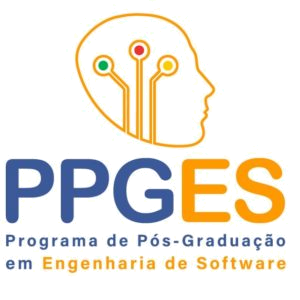 PPGES
Programa de Pós-Graduação
em Engenharia de Software